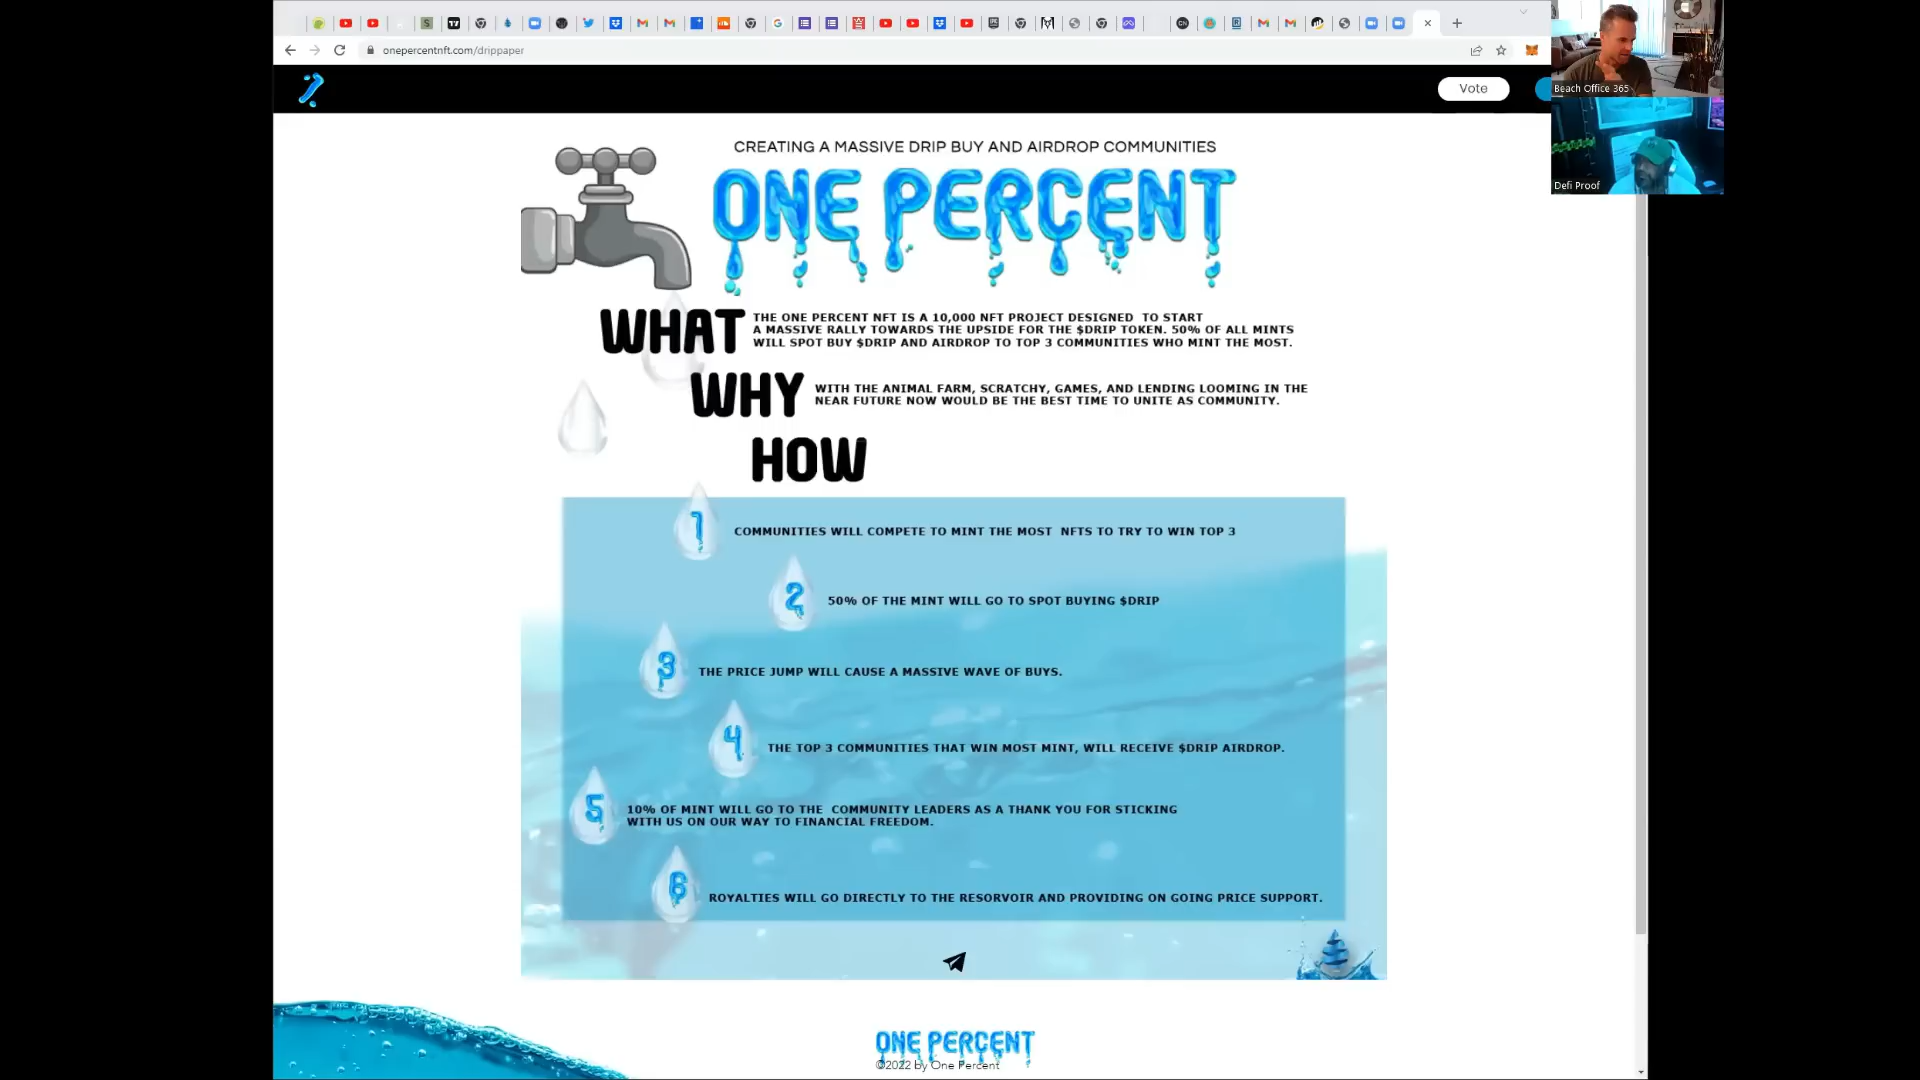 onepercentnft.com/drippaper
Vote
Beach Office 365
Defi Proof
CREATING A MASSIVE DRIP BUY AND AIRDROP COMMUNITIES
ONE PERCENT
WHAT
THE ONE PERCENT NFT IS A 10,000 NFT PROJECT DESIGNED TO START
A MASSIVE RALLY TOWARDS THE UPSIDE FOR THE $DRIP TOKEN. 50% OF ALL MINTS
WILL SPOT BUY $DRIP AND AIRDROP TO TOP 3 COMMUNITIES WHO MINT THE MOST.
WHY
WITH THE ANIMAL FARM, SCRATCHY, GAMES, AND LENDING LOOMING IN THE
NEAR FUTURE NOW WOULD BE THE BEST TIME TO UNITE AS COMMUNITY.
HOW
1 COMMUNITIES WILL COMPETE TO MINT THE MOST NFTS TO TRY TO WIN TOP 3
2 50% OF THE MINT WILL GO TO SPOT BUYING $DRIP
3 THE PRICE JUMP WILL CAUSE A MASSIVE WAVE OF BUYS.
4 THE TOP 3 COMMUNITIES THAT WIN MOST MINT, WILL RECEIVE $DRIP AIRDROP.
5 10% OF MINT WILL GO TO THE COMMUNITY LEADERS AS A THANK YOU FOR STICKING
WITH US ON OUR WAY TO FINANCIAL FREEDOM.
6 ROYALTIES WILL GO DIRECTLY TO THE RESORVOIR AND PROVIDING ON GOING PRICE SUPPORT.
ONE PERCENT
©2022 by One Percent